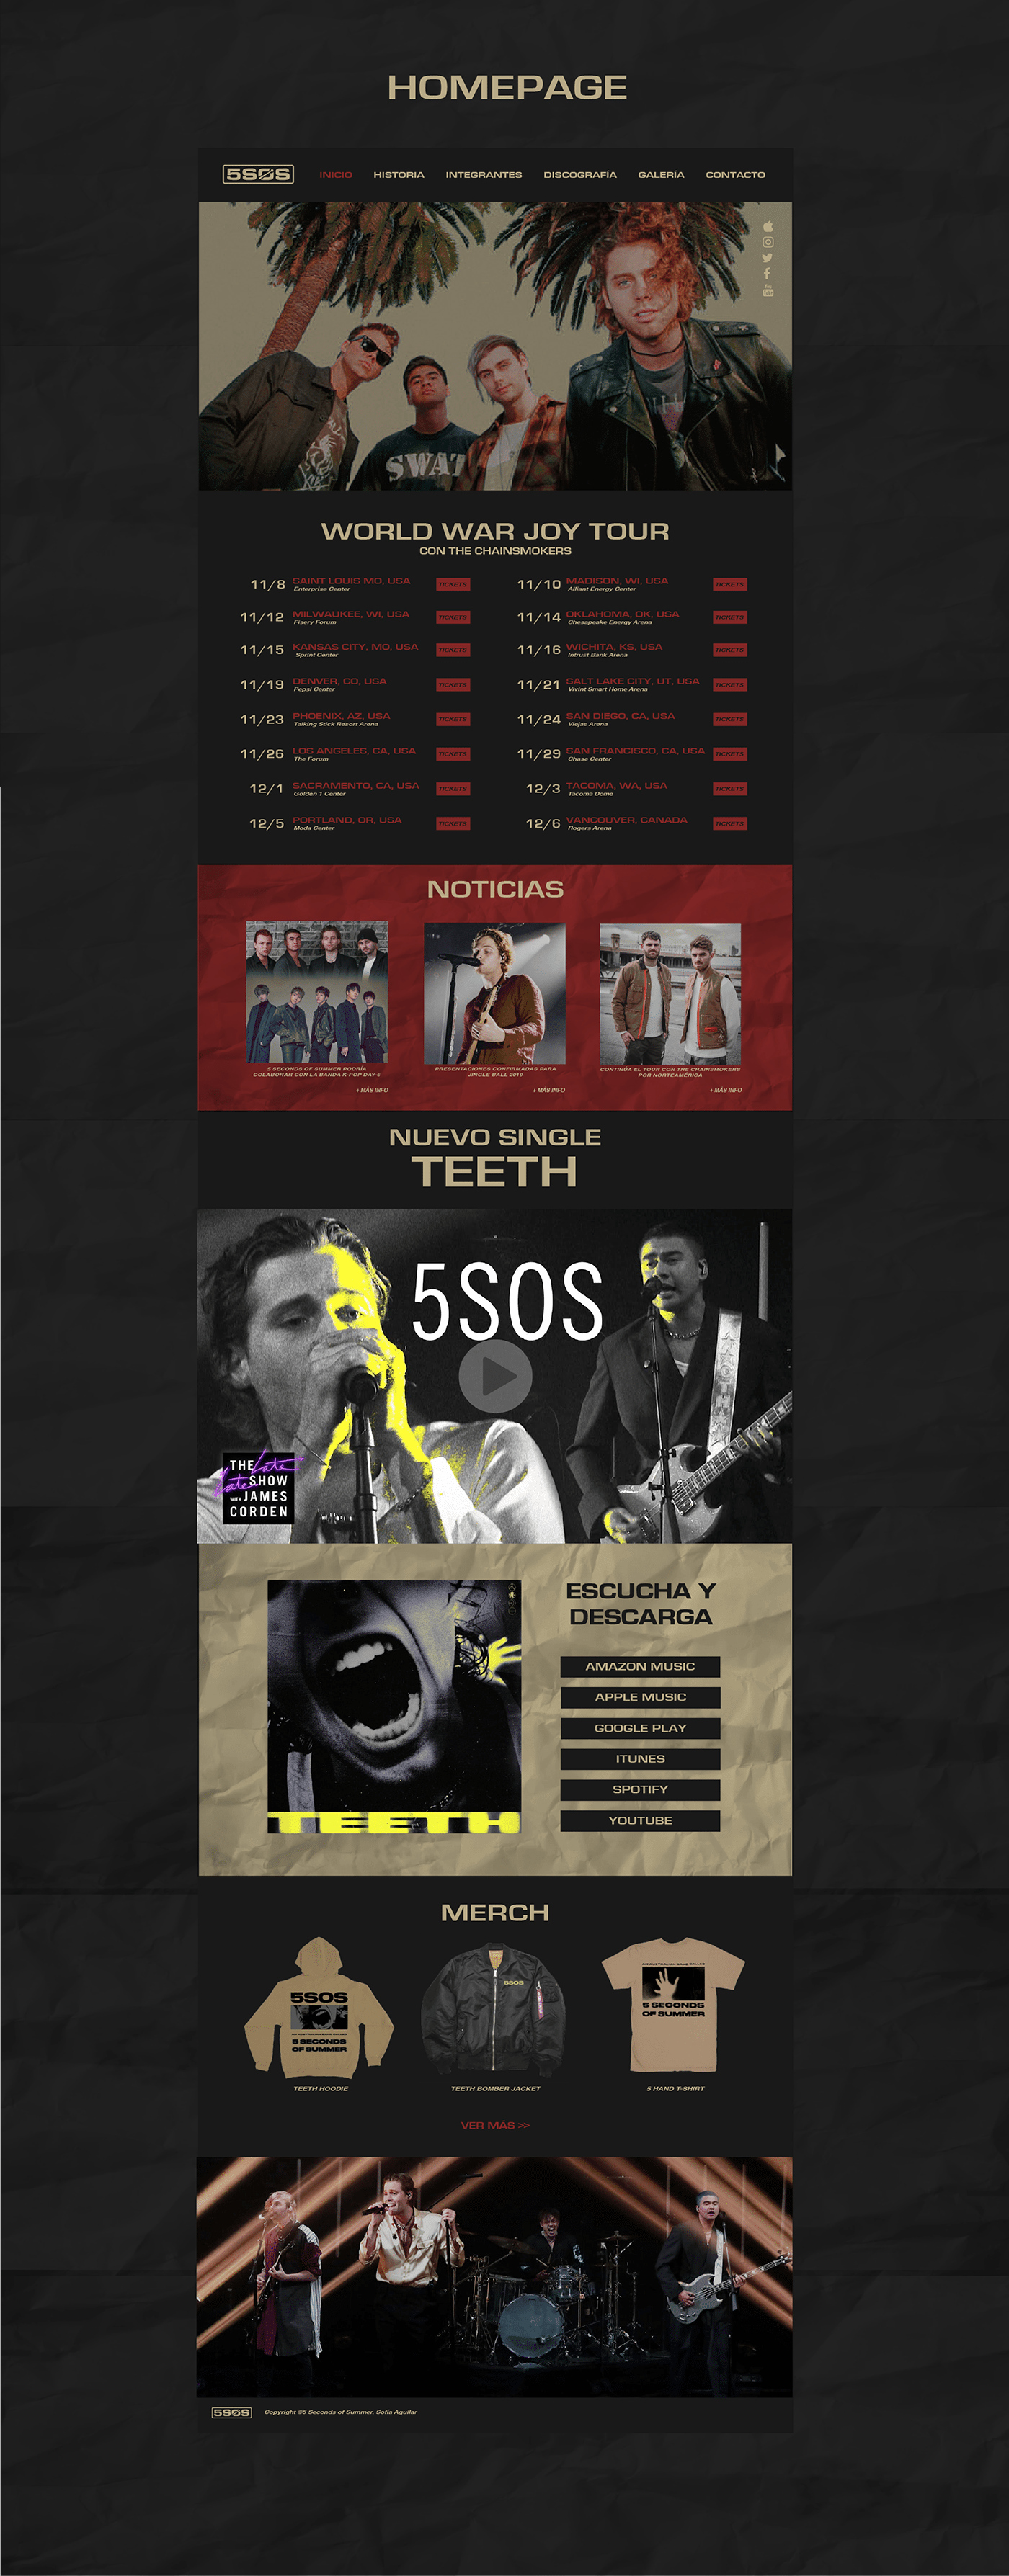 HOMEPAGE
5SOS
INICIO HISTORIA INTEGRANTES DISCOGRAFÍA GALERÍA CONTACTO
SWAT
WORLD WAR JOY TOUR
CON THE CHAINSMOKERS
11/8 SAINT LOUIS MO, USA TICKETS
Enterprise Center
11/10 MADISON, WI, USA TICKETS
Alliant Energy Center
11/12 MILWAUKEE, WI, USA TICKETS
Fisery Forum
11/14 OKLAHOMA, OK, USA TICKETS
Chesapeake Energy Arena
11/15 KANSAS CITY, MO, USA TICKETS
Sprint Center
11/16 WICHITA, KS, USA TICKETS
Intrust Bank Arena
11/19 DENVER, CO, USA TICKETS
Pepsi Center
11/21 SALT LAKE CITY, UT, USA TICKETS
Vivint Smart Home Arena
11/23 PHOENIX, AZ, USA TICKETS
Talking Stick Resort Arena
11/24 SAN DIEGO, CA, USA TICKETS
Viejas Arena
11/26 LOS ANGELES, CA, USA TICKETS
The Forum
11/29 SAN FRANCISCO, CA, USA TICKETS
Chase Center
12/1 SACRAMENTO, CA, USA TICKETS
Golden 1 Center
12/3 TACOMA, WA, USA TICKETS
Tacoma Dome
12/5 PORTLAND, OR, USA TICKETS
Moda Center
12/6 VANCOUVER, CANADA TICKETS
Rogers Arena
NOTICIAS
5 SECONDS OF SUMMER PODRÍA
COLABORAR CON LA BANDA K-POP DAY-6
+ MÁS INFO
PRESENTACIONES CONFIRMADAS PARA
JINGLE BALL 2019
+ MÁS INFO
CONTINÚA EL TOUR CON THE CHAINSMOKERS
POR NORTEAMÉRICA
+ MÁS INFO
NUEVO SINGLE
TEETH
5SOS
THE Late
Late SHOW
with JAMES
CORDEN
TEETH
ESCUCHA Y
DESCARGA
AMAZON MUSIC
APPLE MUSIC
GOOGLE PLAY
ITUNES
SPOTIFY
YOUTUBE
MERCH
5SOS
5 SECONDS
OF SUMMER
TEETH HOODIE
5SOS
TEETH BOMBER JACKET
5 SECONDS
OF SUMMER
5 HAND T-SHIRT
VER MÁS >>
5SOS
Copyright ©5 Seconds of Summer. Sofía Aguilar